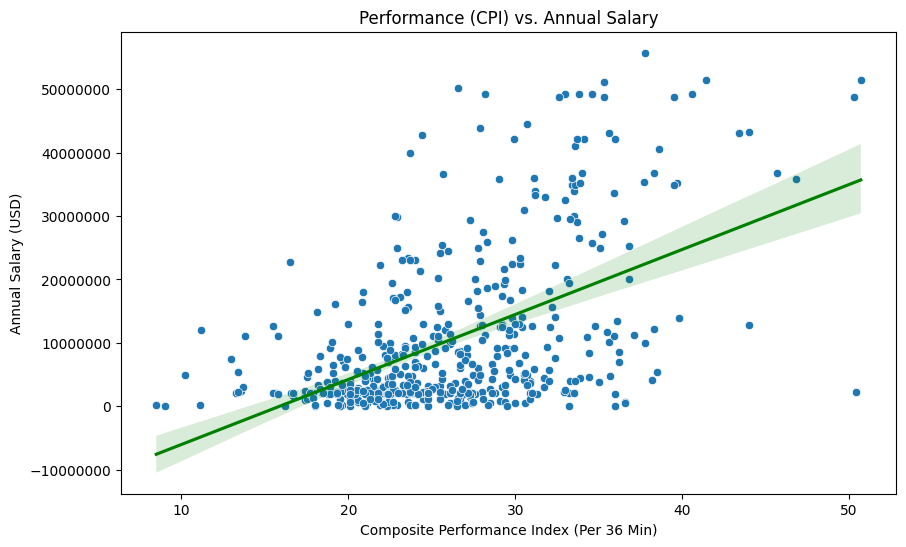 Performance (CPI) vs. Annual Salary
Annual Salary (USD)
50000000
40000000
30000000
20000000
10000000
0
−10000000
10 20 30 40 50
Composite Performance Index (Per 36 Min)